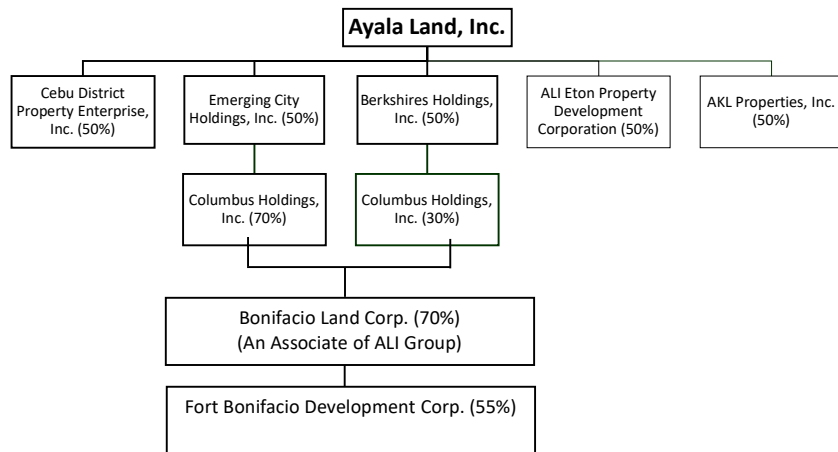 Ayala Land, Inc.
Cebu District
Property Enterprise,
Inc. (50%)
Emerging City
Holdings, Inc. (50%)
Berkshires Holdings,
Inc. (50%)
ALI Eton Property
Development
Corporation (50%)
AKL Properties, Inc.
(50%)
Columbus Holdings,
Inc. (70%)
Columbus Holdings,
Inc. (30%)
Bonifacio Land Corp. (70%)
(An Associate of ALI Group)
Fort Bonifacio Development Corp. (55%)